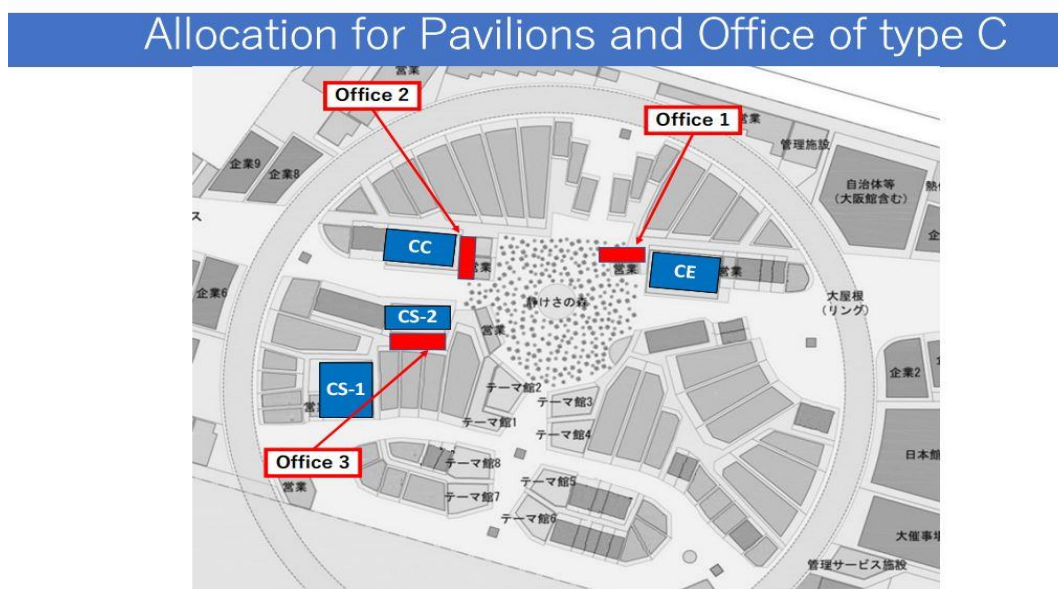 Allocation for Pavilions and Office of type C
営業
Office 2
Office 1
営業
管理施設
企業9
企業8
自治体等
(大阪館含む)
CC
営業
営業
CE
営業
企業6
静けさの森
大屋根
(リング)
CS-2
営業
企業2
CS-1
テーマ館2
テーマ館3
テーマ館1
テーマ館4
日本館
Office 3
テーマ館8
営業
テーマ館5
テーマ館7
テーマ館6
大催事場
管理サービス施設